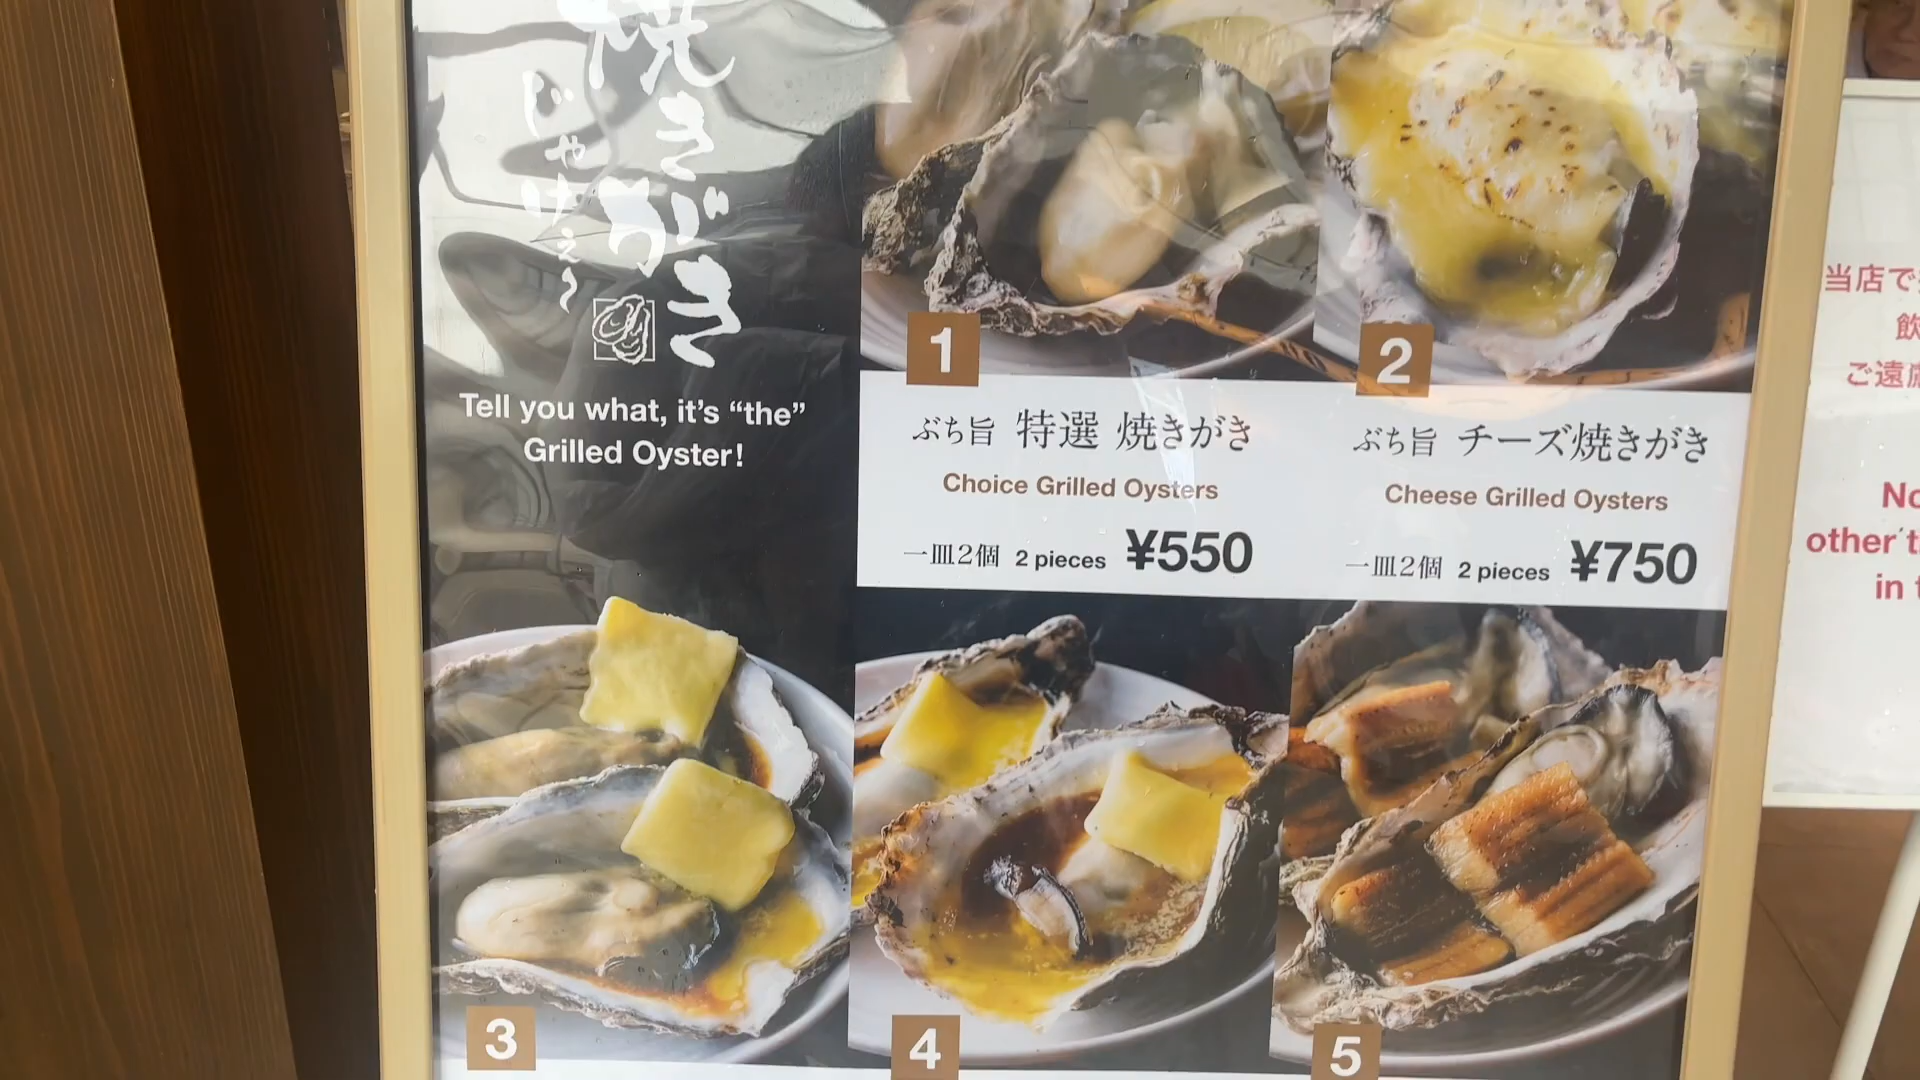 焼きがき
じゃけぇ〜
Tell you what, it's “the”
Grilled Oyster!
1
ぶち旨 特選 焼きがき
Choice Grilled Oysters
一皿2個 2 pieces ¥550
2
ぶち旨 チーズ焼きがき
Cheese Grilled Oysters
一皿2個 2 pieces ¥750
3
4
5
当店で
飲
ご遠慮
No
other t
in t